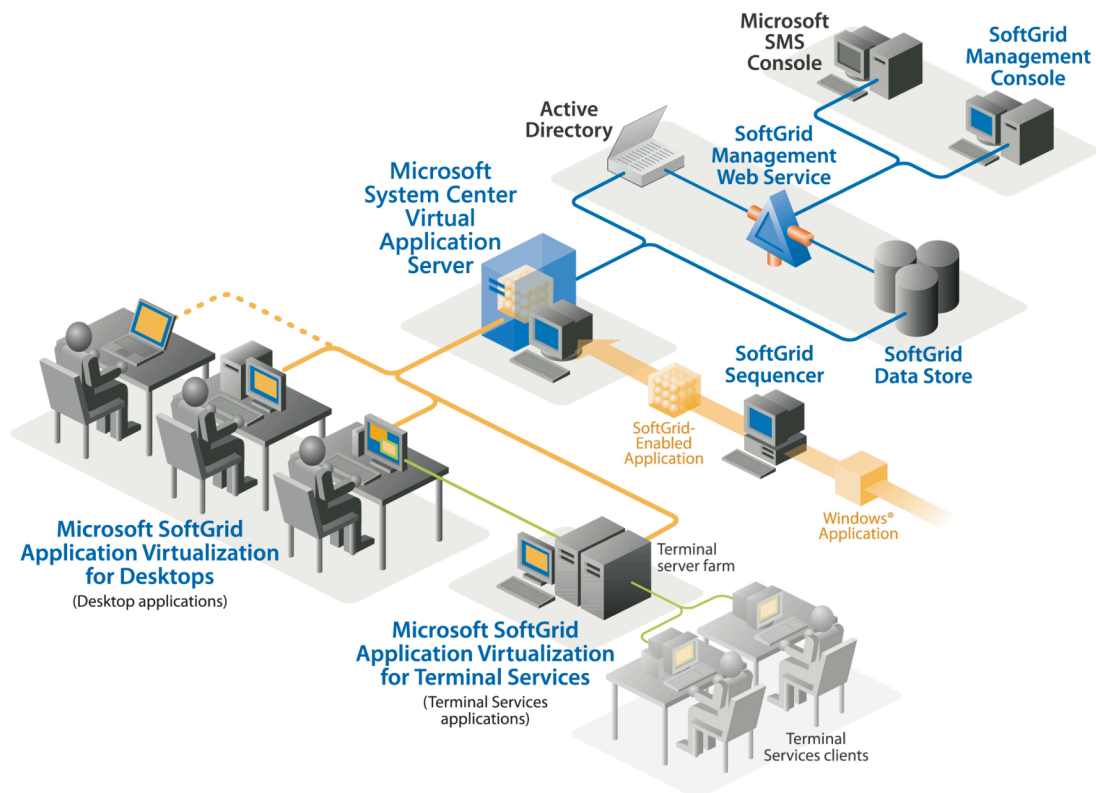 Microsoft
SMS
Console
SoftGrid
Management
Console
Active
Directory
SoftGrid
Management
Web Service
Microsoft
System Center
Virtual
Application
Server
SoftGrid
Sequencer
SoftGrid
Data Store
SoftGrid-
Enabled
Application
Windows®
Application
Microsoft SoftGrid
Application Virtualization
for Desktops
(Desktop applications)
Terminal
server farm
Microsoft SoftGrid
Application Virtualization
for Terminal Services
(Terminal Services
applications)
Terminal
Services clients